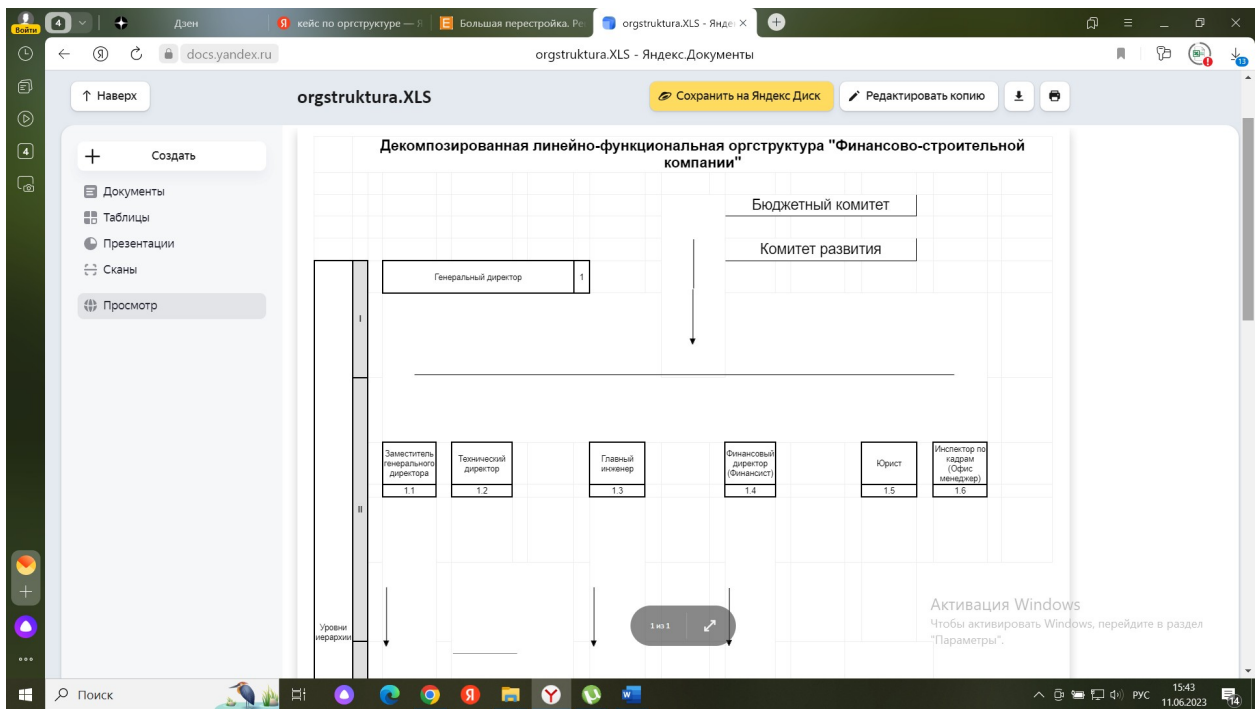 Войти
4
Дзен
кейс по оргструктуре — Я
Большая перестройка. Ре
orgstruktura.XLS - Яндекс
docs.yandex.ru
orgstruktura.XLS - Яндекс.Документы
13
↑ Наверх
orgstruktura.XLS
Сохранить на Яндекс Диск
Редактировать копию
4
+ Создать
Документы
Таблицы
Презентации
Сканы
Просмотр
Декомпозированная линейно-функциональная оргструктура "Финансово-строительной
компании"
Бюджетный комитет
Комитет развития
Генеральный директор 1
I
Заместитель
генерального
директора
1.1
Технический
директор
1.2
Главный
инженер
1.3
Финансовый
директор
(Финансист)
1.4
Юрист
1.5
Инспектор по
кадрам
(Офис
менеджер)
1.6
II
Уровни
иерархии
1 из 1
Активация Windows
Чтобы активировать Windows, перейдите в раздел
"Параметры".
Поиск
РУС
15:43
11.06.2023
14